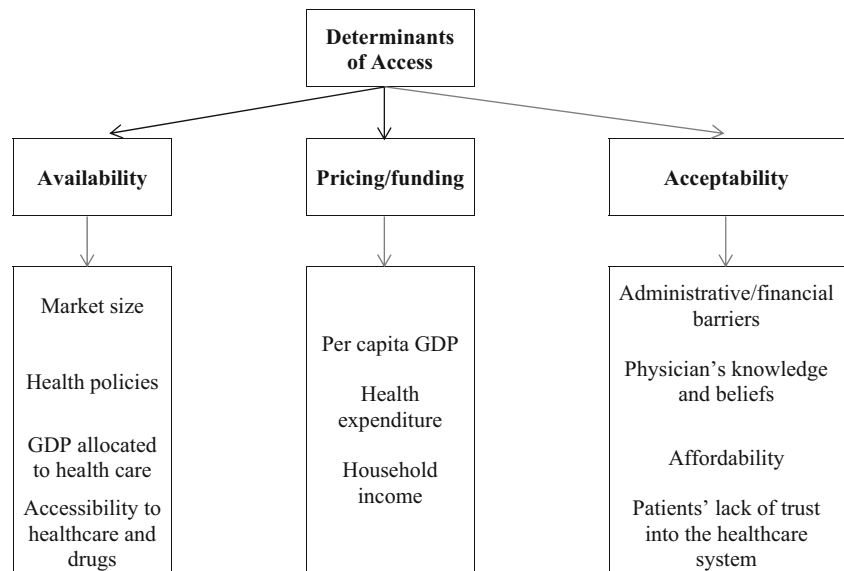 Determinants
of Access
Availability
Pricing/funding
Acceptability
Market size
Health policies
GDP allocated
to health care
Accessibility to
healthcare and
drugs
Per capita GDP
Health
expenditure
Household
income
Administrative/financial
barriers
Physician’s knowledge
and beliefs
Affordability
Patients’ lack of trust
into the healthcare
system